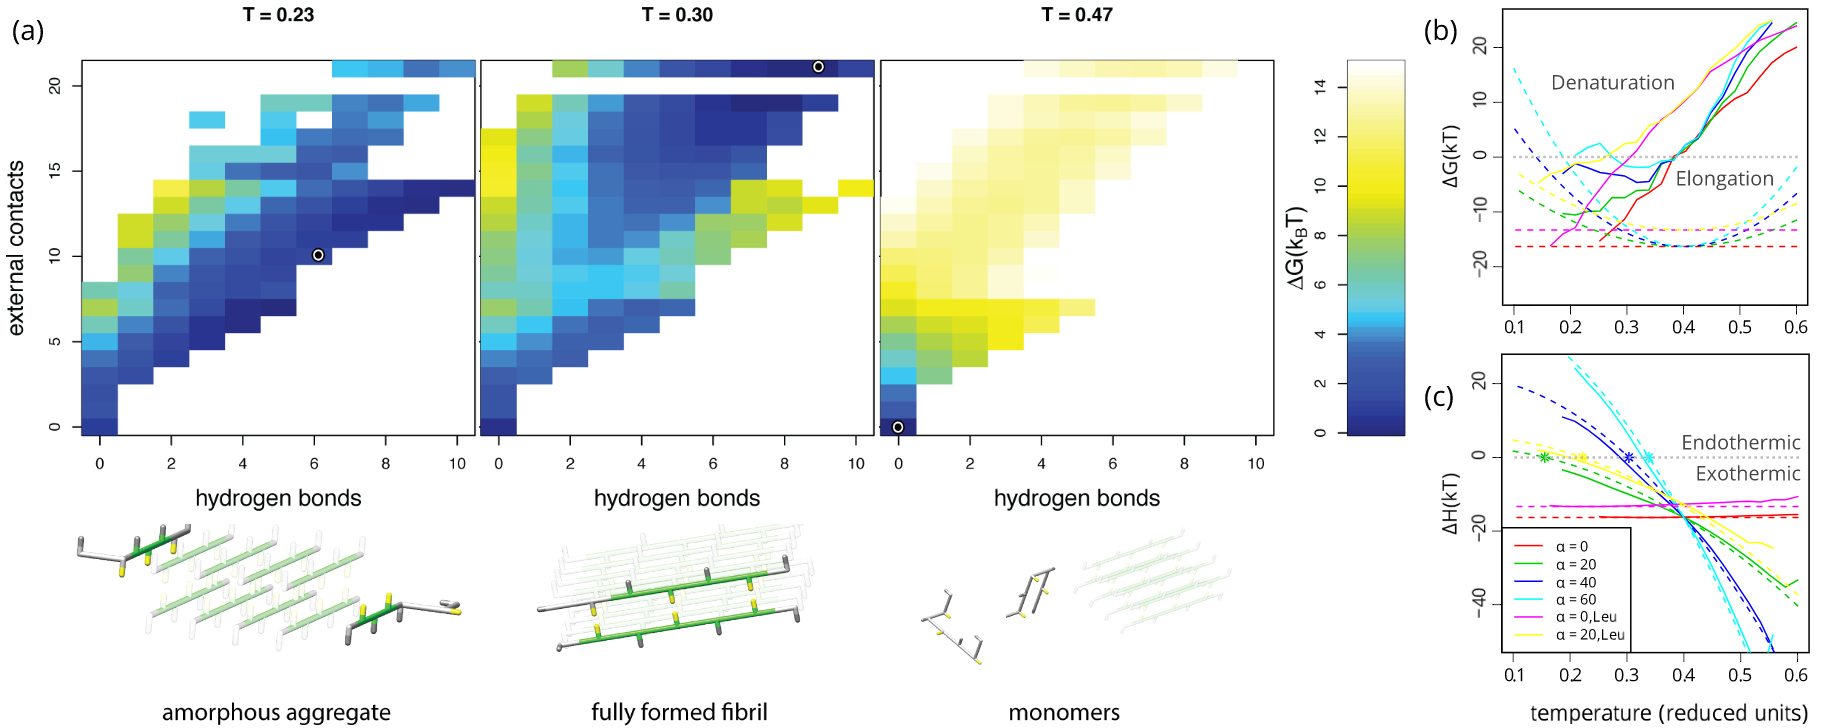 (a)
T = 0.23
T = 0.30
T = 0.47
external contacts
20
15
10
5
0
0 2 4 6 8 10
hydrogen bonds
0 2 4 6 8 10
hydrogen bonds
0 2 4 6 8 10
hydrogen bonds
ΔG(kBT)
14
12
10
8
6
4
2
0
amorphous aggregate
fully formed fibril
monomers
(b)
ΔG(kT)
20
10
0
−10
−20
Denaturation
Elongation
0.1 0.2 0.3 0.4 0.5 0.6
(c)
ΔH(kT)
20
0
−20
−40
Endothermic
Exothermic
α = 0
α = 20
α = 40
α = 60
α = 0,Leu
α = 20,Leu
0.1 0.2 0.3 0.4 0.5 0.6
temperature (reduced units)